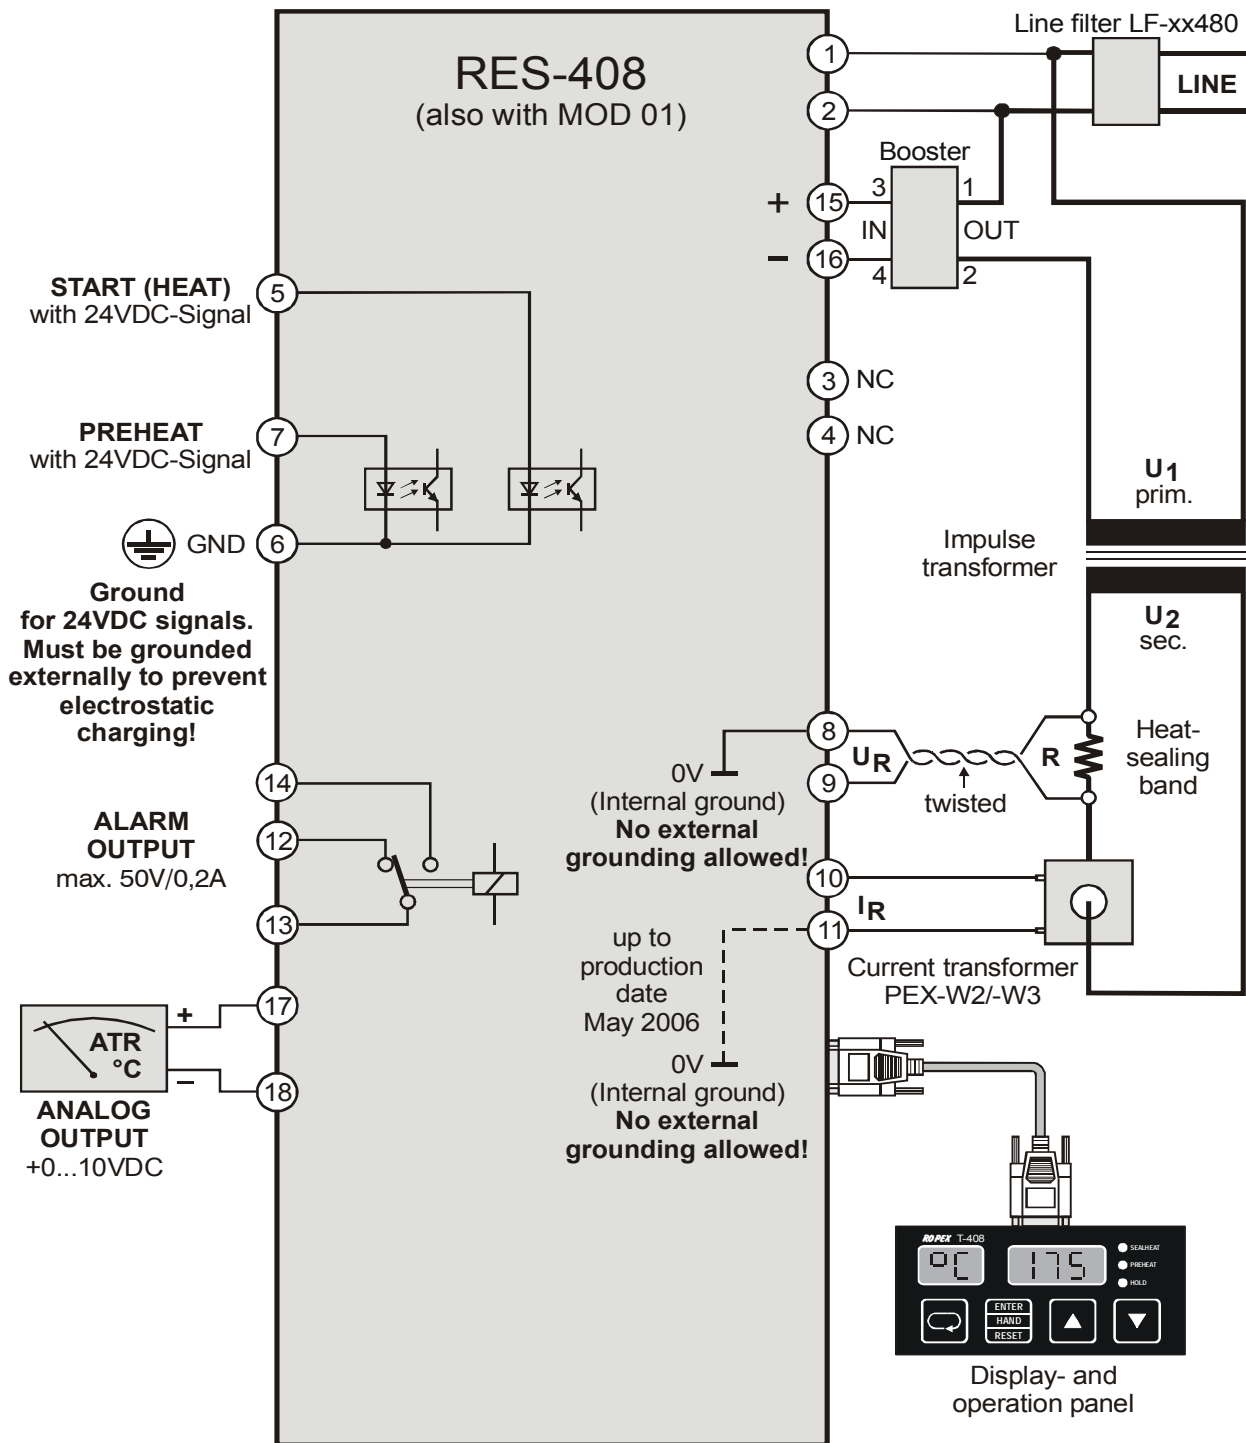 RES-408
(also with MOD 01)
Line filter LF-xx480
LINE
1
2
Booster
3
1
IN
OUT
4
2
+
15
−
16
START (HEAT)
with 24VDC-Signal
5
3
NC
4
NC
PREHEAT
with 24VDC-Signal
7
GND
6
U1
prim.
Impulse
transformer
U2
sec.
Ground
for 24VDC signals.
Must be grounded
externally to prevent
electrostatic
charging!
8
9
UR
twisted
R
Heat-
sealing
band
0V
(Internal ground)
No external
grounding allowed!
14
ALARM
OUTPUT
max. 50V/0,2A
12
13
10
IR
11
Current transformer
PEX-W2/-W3
up to
production
date
May 2006
0V
(Internal ground)
No external
grounding allowed!
17
+
ATR
°C
−
18
ANALOG
OUTPUT
+0...10VDC
ROPEX T-408
°C
175
SEALHEAT
PREHEAT
HOLD
ENTER
HAND
RESET
Display- and
operation panel